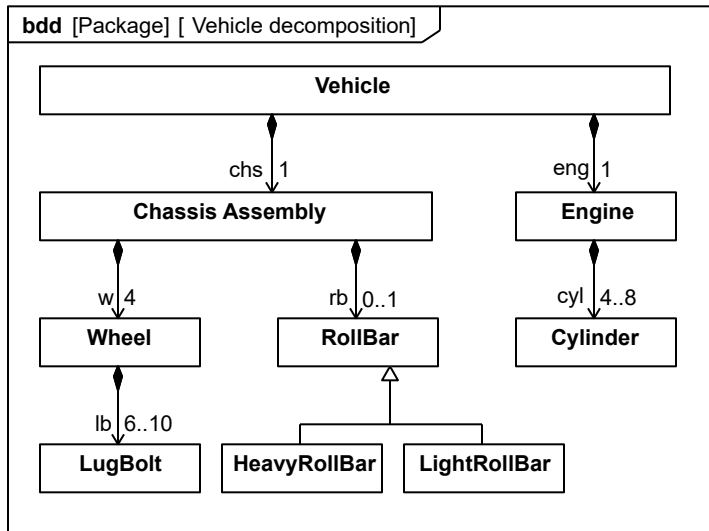 bdd [Package] [ Vehicle decomposition]
Vehicle
chs 1
eng 1
Chassis Assembly
Engine
w 4
rb 0..1
cyl 4..8
Wheel
RollBar
Cylinder
lb 6..10
LugBolt
HeavyRollBar
LightRollBar